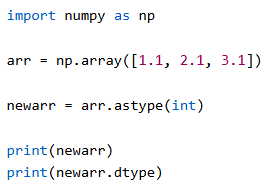 import numpy as np
arr = np.array([1.1, 2.1, 3.1])
newarr = arr.astype(int)
print(newarr)
print(newarr.dtype)